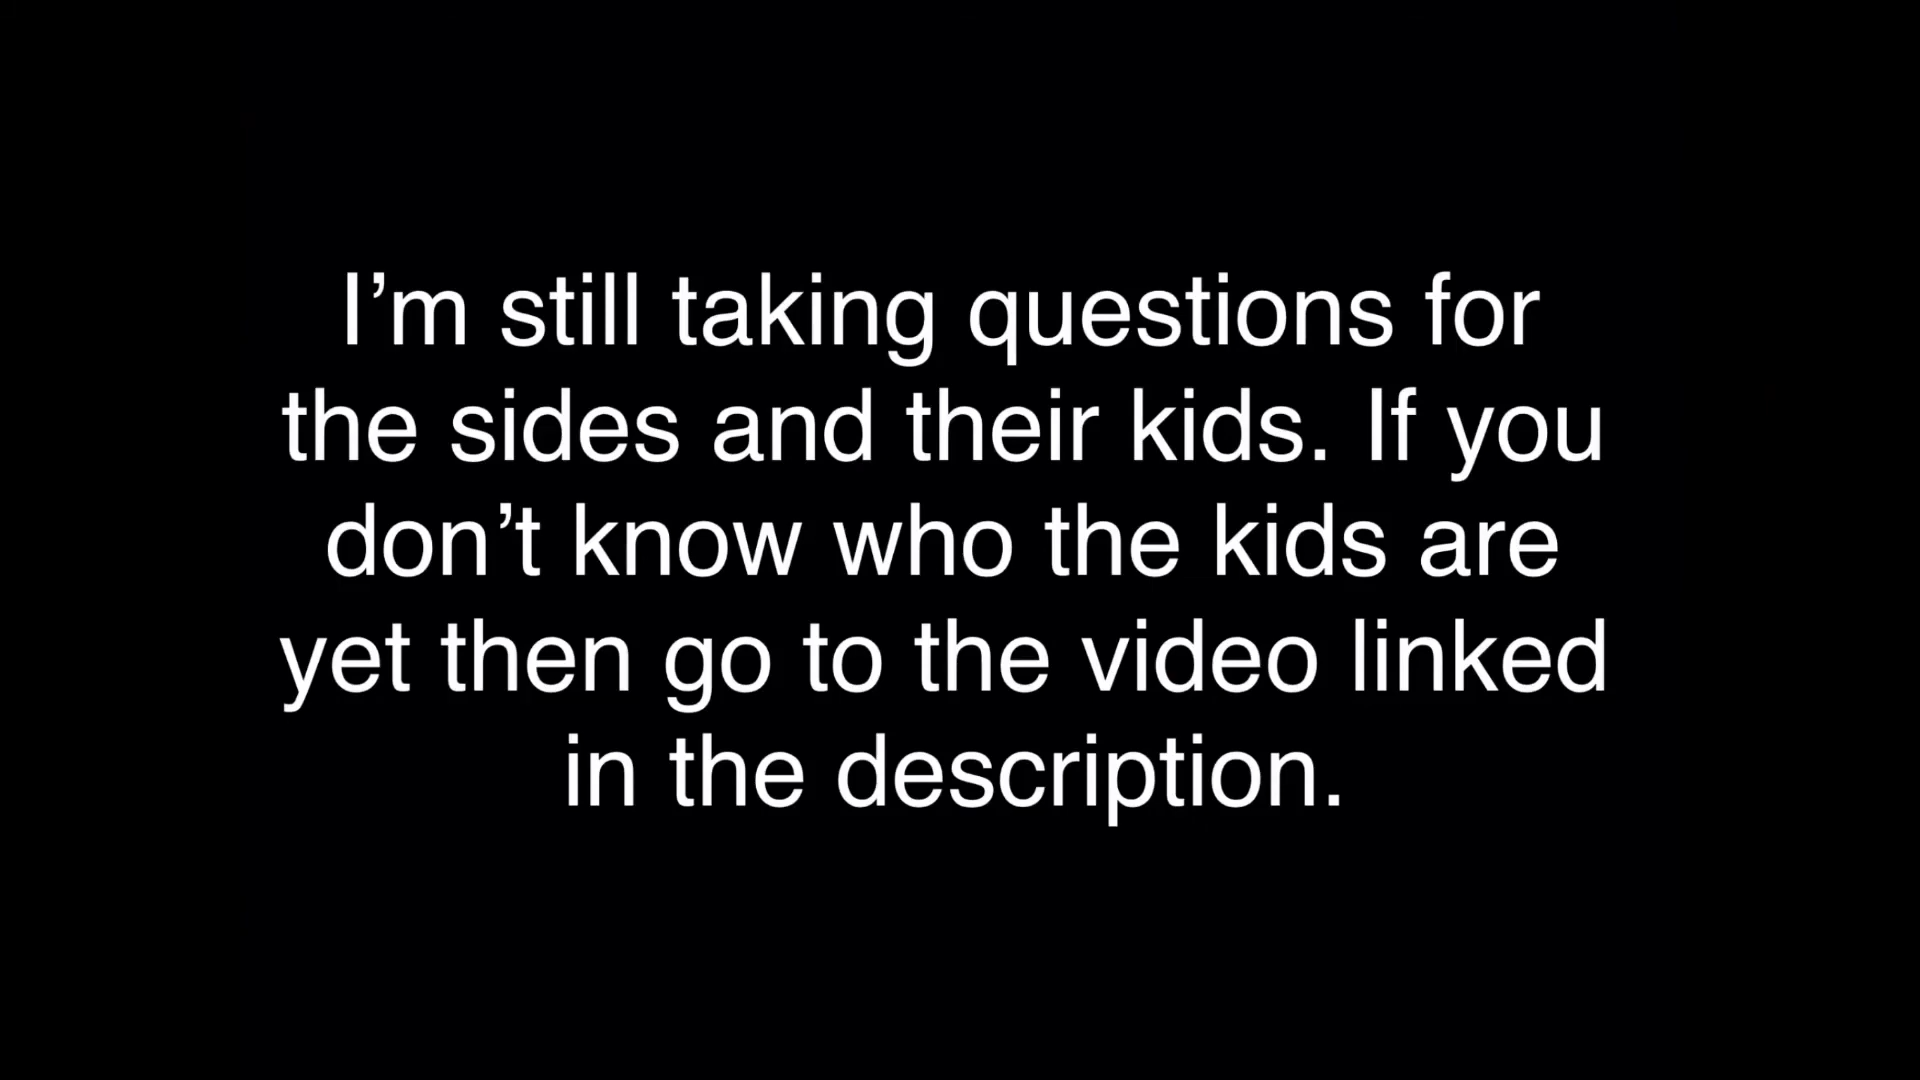 I’m still taking questions for
the sides and their kids. If you
don’t know who the kids are
yet then go to the video linked
in the description.